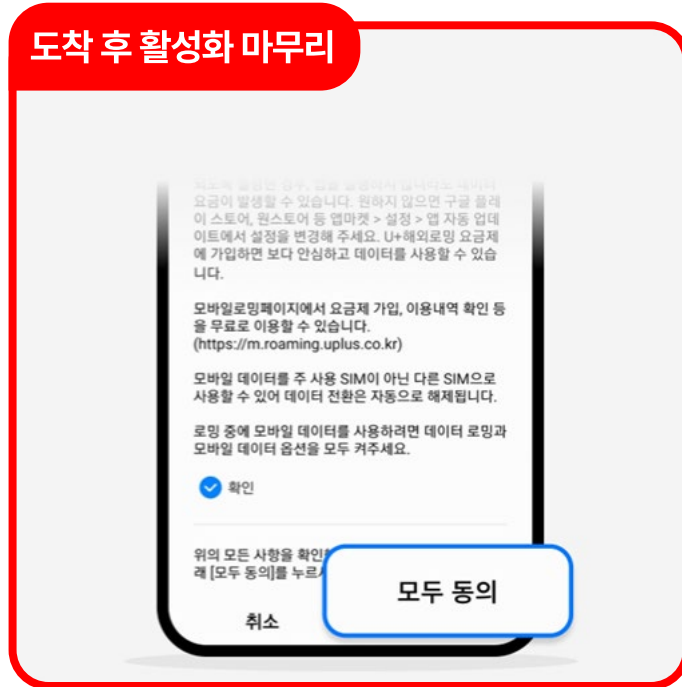 도착 후 활성화 마무리
요금이 발생할 수 있습니다. 원하지 않으면 구글 플레
이 스토어, 원스토어 등 앱마켓 > 설정 > 앱 자동 업데
이트에서 설정을 변경해 주세요. U+해외로밍 요금제
에 가입하면 보다 안심하고 데이터를 사용할 수 있습
니다.
모바일로밍페이지에서 요금제 가입, 이용내역 확인 등
을 무료로 이용할 수 있습니다.
(https://m.roaming.uplus.co.kr)
모바일 데이터를 주 사용 SIM이 아닌 다른 SIM으로
사용할 수 있어 데이터 전환은 자동으로 해제됩니다.
로밍 중에 모바일 데이터를 사용하려면 데이터 로밍과
모바일 데이터 옵션을 모두 켜주세요.
확인
위의 모든 사항을 확인
래 [모두 동의]를 누르
취소
모두 동의